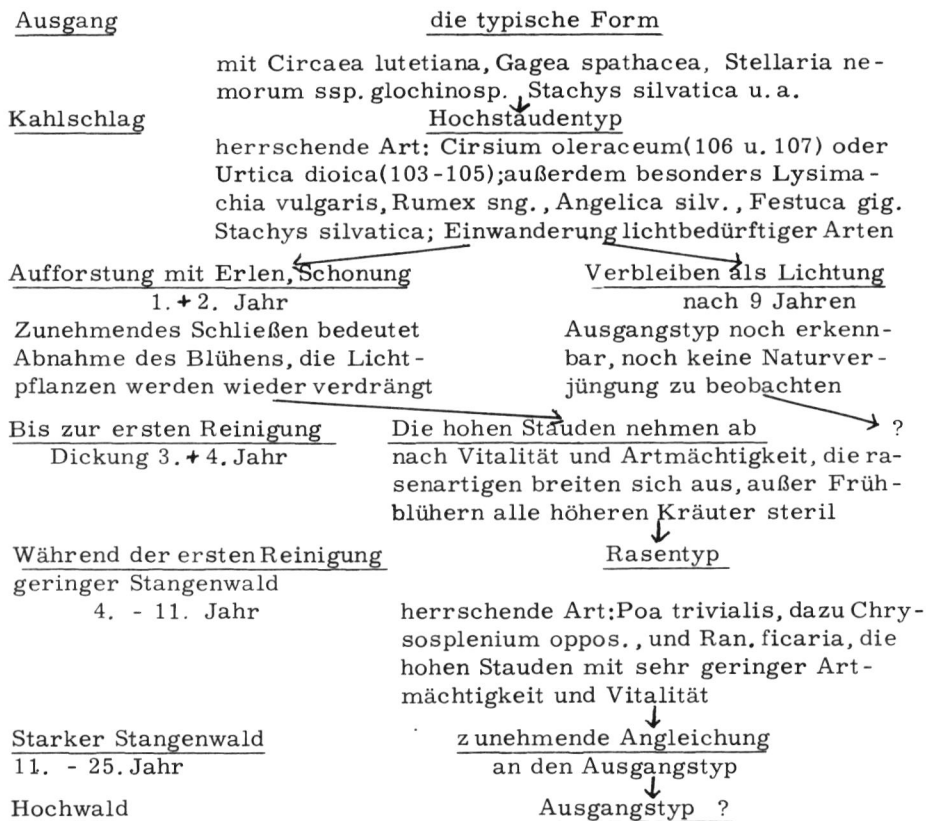 Ausgang die typische Form
mit Circaea lutetiana, Gagea spathacea, Stellaria ne-
morum ssp. glochinosp. , Stachys silvatica u. a.
Kahlschlag Hochstaudentyp
herrschende Art: Cirsium oleraceum(106 u. 107) oder
Urtica dioica(103-105);außerdem besonders Lysima-
chia vulgaris, Rumex sng. , Angelica silv. , Festuca gig.
Stachys silvatica; Einwanderung lichtbedürftiger Arten
Aufforstung mit Erlen, Schonung
1. + 2. Jahr
Zunehmendes Schließen bedeutet
Abnahme des Blühens, die Licht-
pflanzen werden wieder verdrängt
Verbleiben als Lichtung
nach 9 Jahren
Ausgangstyp noch erkenn-
bar, noch keine Naturver-
jüngung zu beobachten
?
Bis zur ersten Reinigung
Dickung 3. + 4. Jahr
Die hohen Stauden nehmen ab
nach Vitalität und Artmächtigkeit, die ra-
senartigen breiten sich aus, außer Früh-
blühern alle höheren Kräuter steril
Während der ersten Reinigung
geringer Stangenwald
4. - 11. Jahr
Rasentyp
herrschende Art:Poa trivialis, dazu Chry-
sosplenium oppos. , und Ran. ficaria, die
hohen Stauden mit sehr geringer Art-
mächtigkeit und Vitalität
Starker Stangenwald
11. - 25. Jahr
zunehmende Angleichung
an den Ausgangstyp
Hochwald Ausgangstyp ?